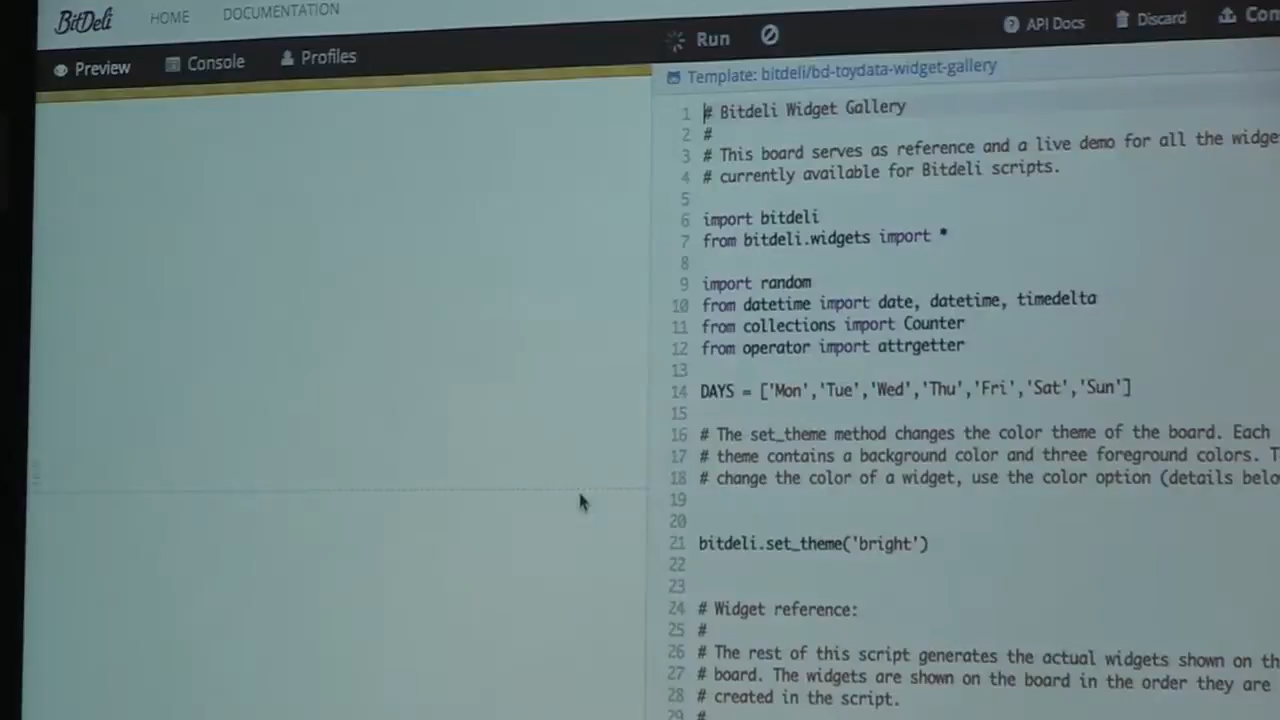 BitDeli HOME DOCUMENTATION
Preview Console Profiles
Run API Docs Discard
Template: bitdeli/bd-toydata-widget-gallery
1 # Bitdeli Widget Gallery
2 #
3 # This board serves as reference and a live demo for all the widge
4 # currently available for Bitdeli scripts.
5
6 import bitdeli
7 from bitdeli.widgets import *
8
9 import random
10 from datetime import date, datetime, timedelta
11 from collections import Counter
12 from operator import attrgetter
13
14 DAYS = ['Mon','Tue','Wed','Thu','Fri','Sat','Sun']
15
16 # The set_theme method changes the color theme of the board. Each
17 # theme contains a background color and three foreground colors. T
18 # change the color of a widget, use the color option (details belo
19
20
21 bitdeli.set_theme('bright')
22
23
24 # Widget reference:
25 #
26 # The rest of this script generates the actual widgets shown on th
27 # board. The widgets are shown on the board in the order they are
28 # created in the script.
29 #